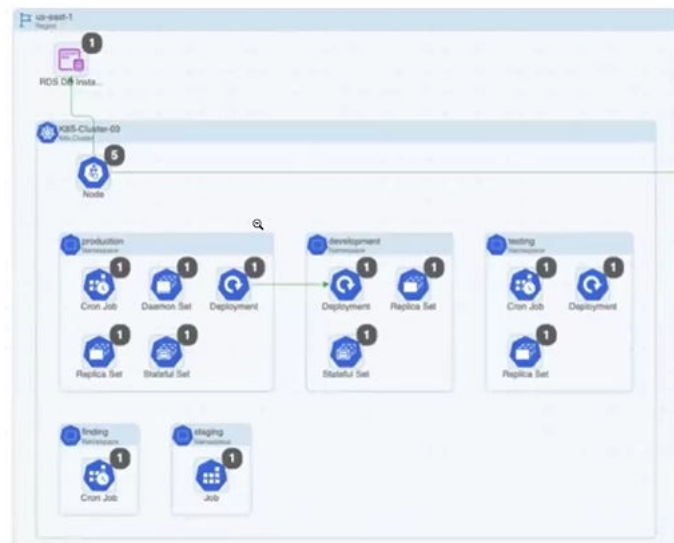 us-east-1
Region
1
RDS DB Insta...
K8S-Cluster-03
K8s Cluster
5
Node
production
Namespace
development
Namespace
testing
Namespace
1 1 1 1 1 1 1
Cron Job Daemon Set Deployment Deployment Replica Set Cron Job Deployment
1 1 1 1
Replica Set Stateful Set Stateful Set Replica Set
finding
Namespace
staging
Namespace
1 1
Cron Job Job